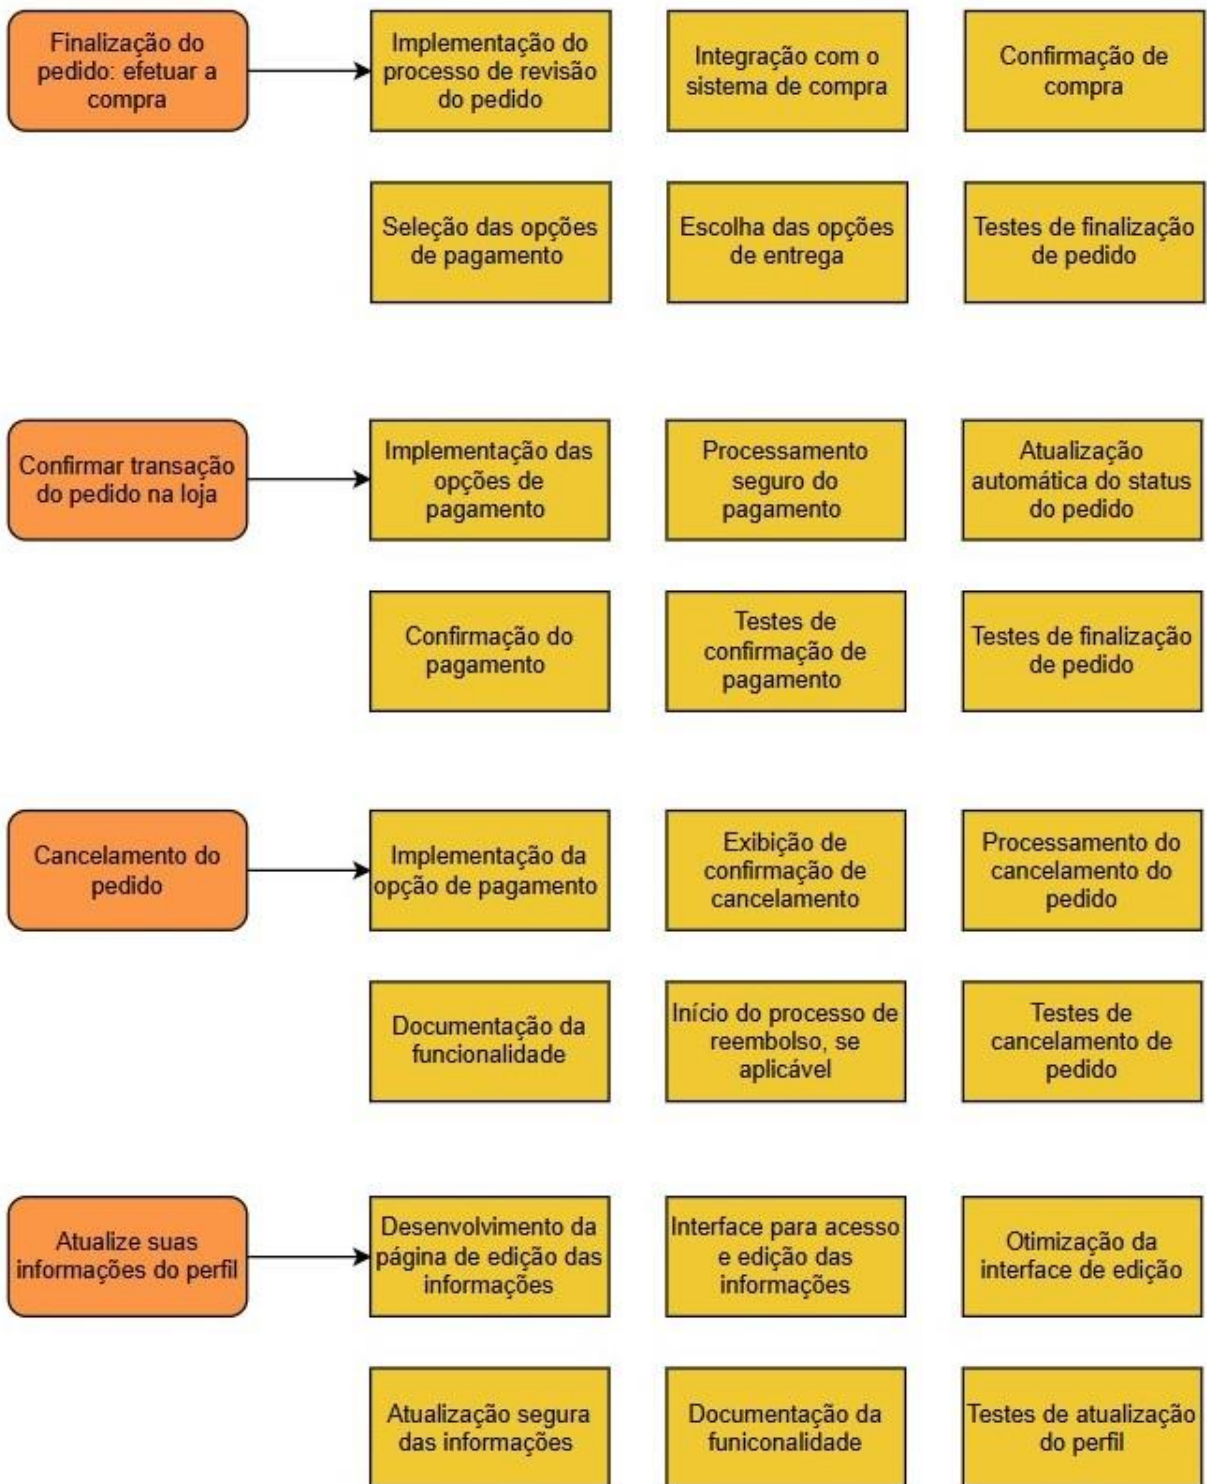 Finalização do
pedido: efetuar a
compra
Implementação do
processo de revisão
do pedido
Integração com o
sistema de compra
Confirmação de
compra
Seleção das opções
de pagamento
Escolha das opções
de entrega
Testes de finalização
de pedido
Confirmar transação
do pedido na loja
Implementação das
opções de
pagamento
Processamento
seguro do
pagamento
Atualização
automática do status
do pedido
Confirmação do
pagamento
Testes de
confirmação de
pagamento
Testes de finalização
de pedido
Cancelamento do
pedido
Implementação da
opção de pagamento
Exibição de
confirmação de
cancelamento
Processamento do
cancelamento do
pedido
Documentação da
funcionalidade
Início do processo de
reembolso, se
aplicável
Testes de
cancelamento de
pedido
Atualize suas
informações do perfil
Desenvolvimento da
página de edição das
informações
Interface para acesso
e edição das
informações
Otimização da
interface de edição
Atualização segura
das informações
Documentação da
funiconalidade
Testes de atualização
do perfil